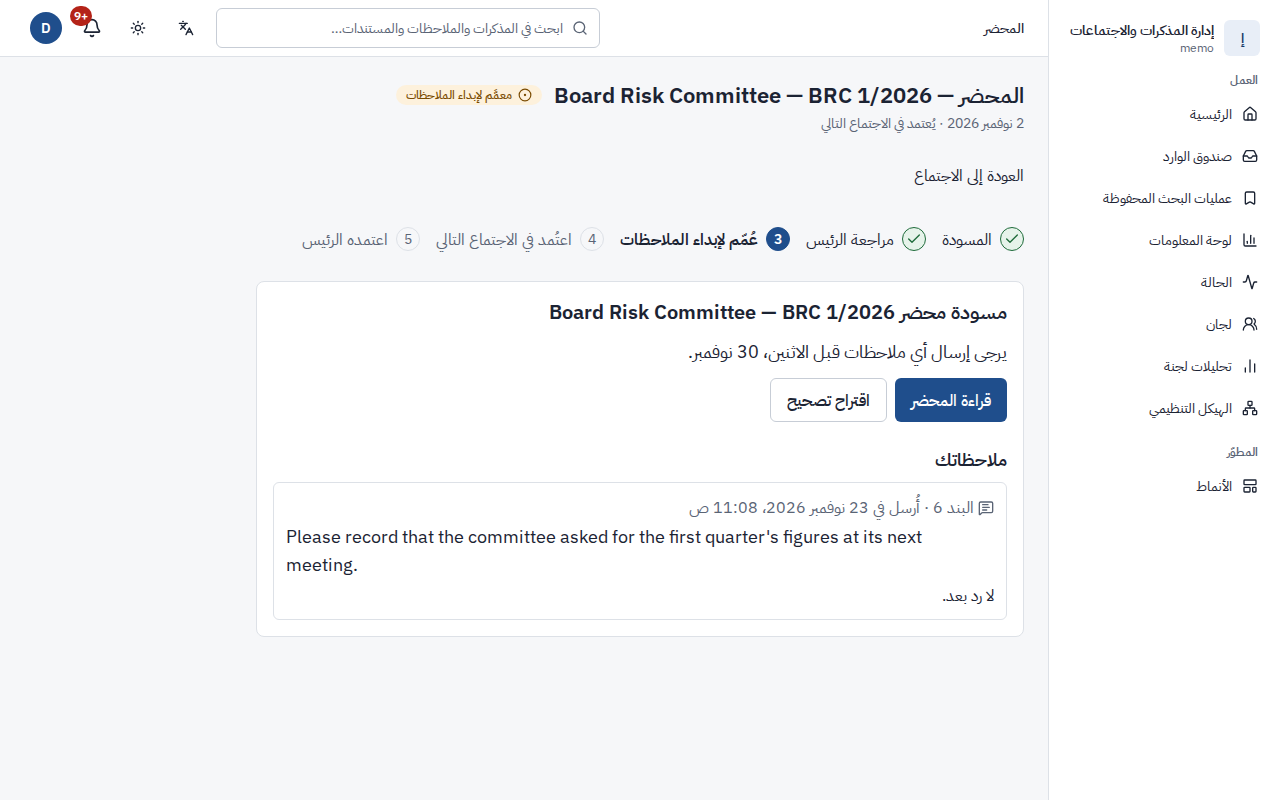 إدارة المذكرات والاجتماعات
memo
إ
العمل
الرئيسية
صندوق الوارد
عمليات البحث المحفوظة
لوحة المعلومات
الحالة
لجان
تحليلات لجنة
الهيكل التنظيمي
المطوّر
الأنماط
المحضر
ابحث في المذكرات والملاحظات والمستندات...
9+
D
المحضر — Board Risk Committee — BRC 1/2026
معمَّم لإبداء الملاحظات
2 نوفمبر 2026 · يُعتمد في الاجتماع التالي
العودة إلى الاجتماع
المسودة
مراجعة الرئيس
3 عُمّم لإبداء الملاحظات
4 اعتُمد في الاجتماع التالي
5 اعتمده الرئيس
مسودة محضر Board Risk Committee — BRC 1/2026
يرجى إرسال أي ملاحظات قبل الاثنين، 30 نوفمبر.
قراءة المحضر
اقتراح تصحيح
ملاحظاتك
البند 6 · أُرسل في 23 نوفمبر 2026، 11:08 ص
Please record that the committee asked for the first quarter's figures at its next
meeting.
لا رد بعد.